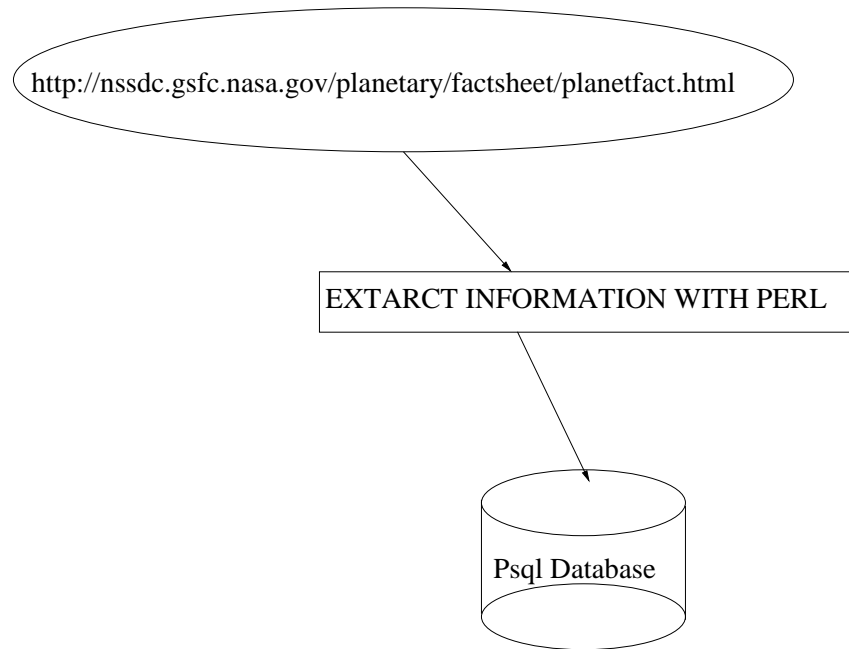 http://nssdc.gsfc.nasa.gov/planetary/factsheet/planetfact.html
EXTARCT INFORMATION WITH PERL
Psql Database